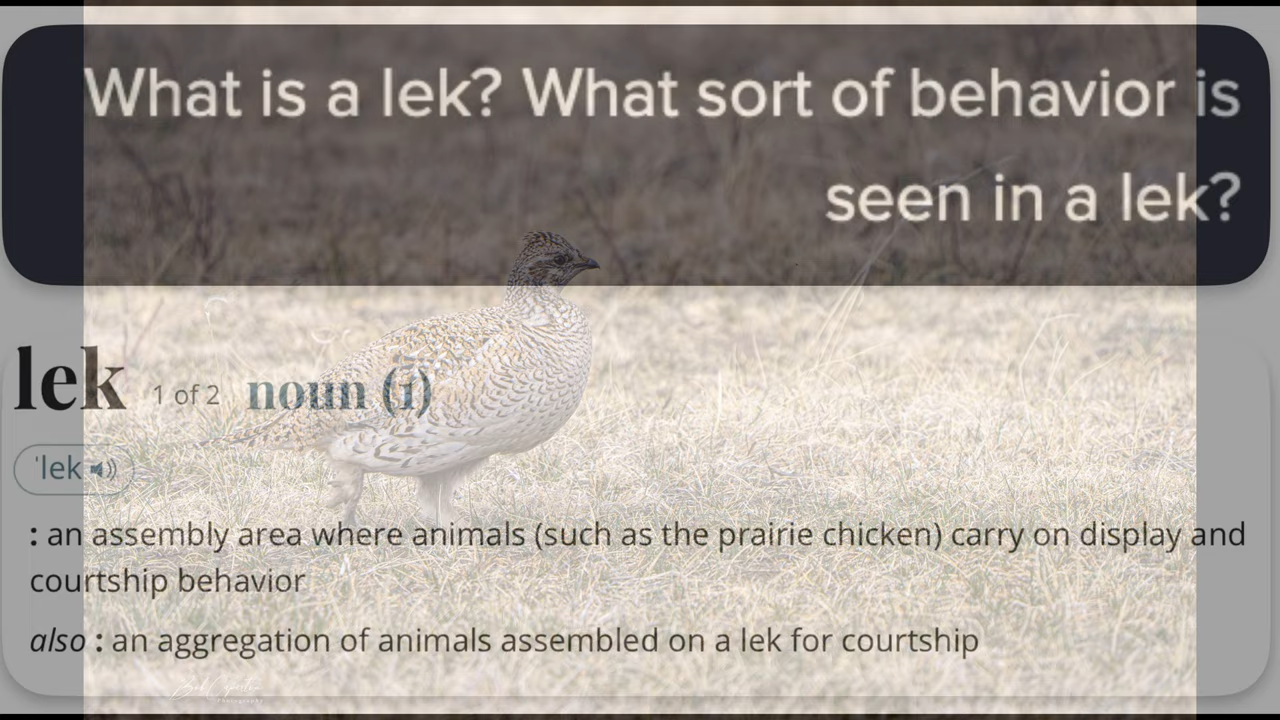 What is a lek? What sort of behavior is
seen in a lek?
lek 1 of 2 noun (1)
ˈlek
: an assembly area where animals (such as the prairie chicken) carry on display and
courtship behavior
also : an aggregation of animals assembled on a lek for courtship
Photography